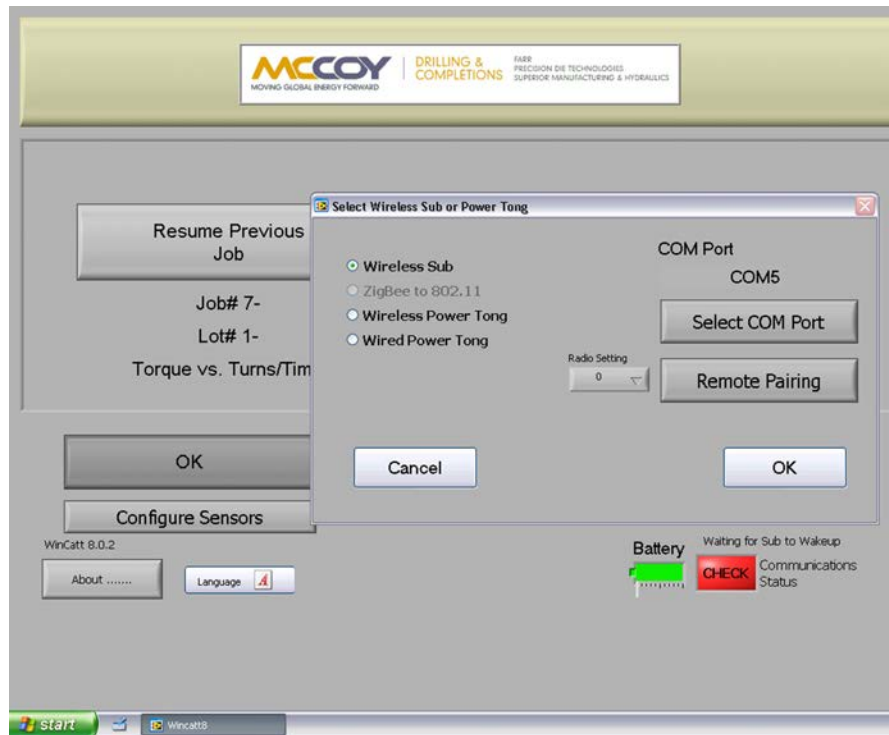 MCCOY
MOVING GLOBAL ENERGY FORWARD
DRILLING &
COMPLETIONS
FARR
PRECISION DIE TECHNOLOGIES
SUPERIOR MANUFACTURING & HYDRAULICS
Resume Previous
Job
Job# 7-
Lot# 1-
Torque vs. Turns/Tim
Select Wireless Sub or Power Tong
Wireless Sub
ZigBee to 802.11
Wireless Power Tong
Wired Power Tong
COM Port
COM5
Select COM Port
Radio Setting
0
Remote Pairing
Cancel
OK
OK
Configure Sensors
WinCatt 8.0.2
About .......
Language A
Battery
Waiting for Sub to Wakeup
CHECK
Communications
Status
start
Wincatt8